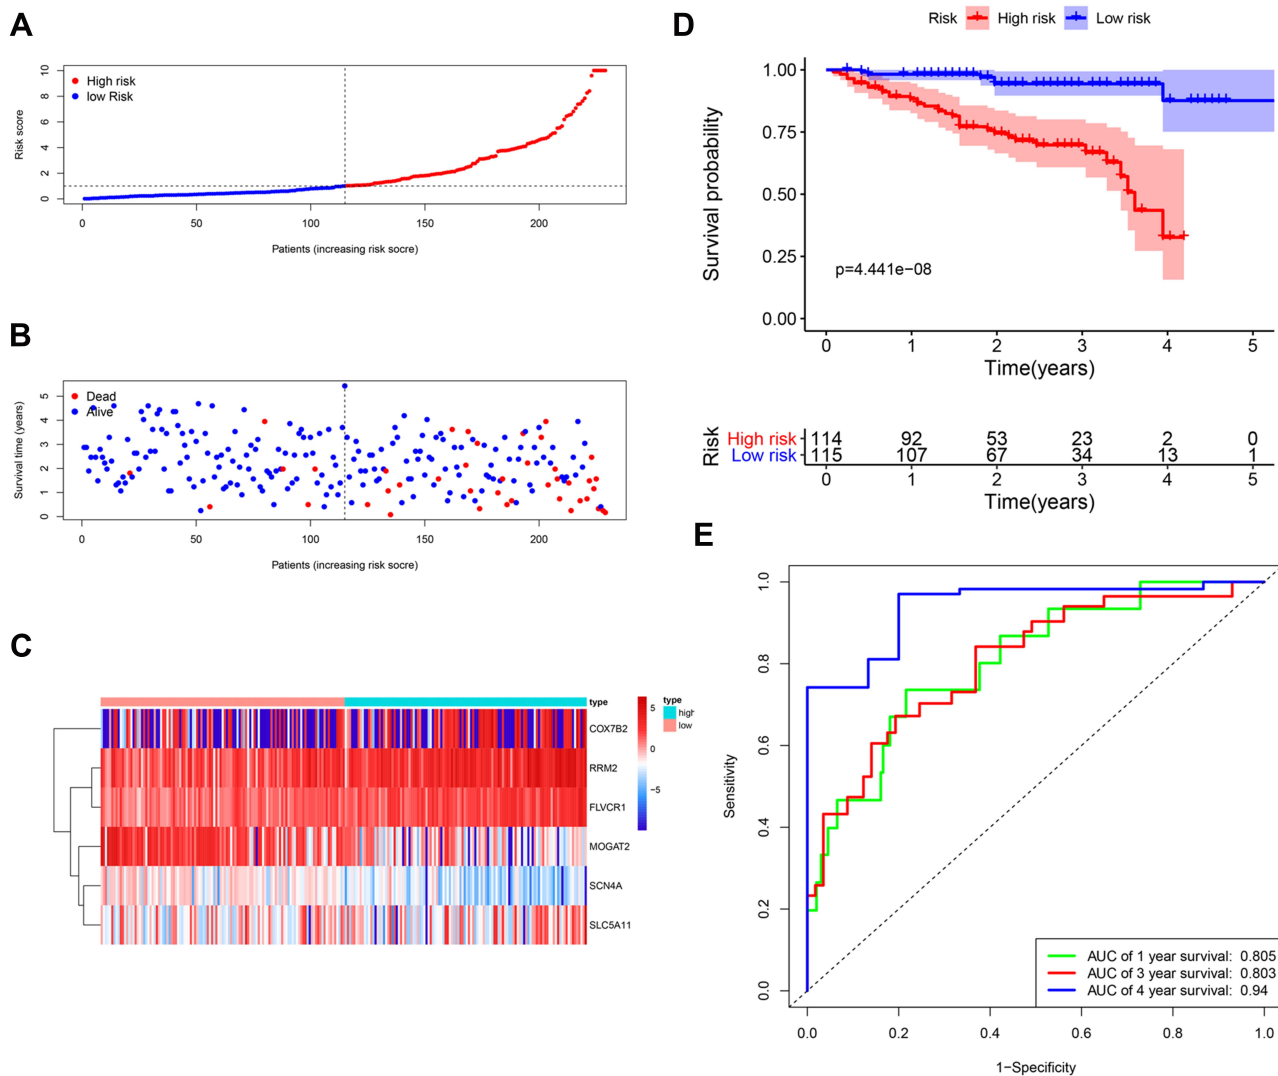 A
High risk
low Risk
Risk score
10
8
6
4
2
0
0 50 100 150 200
Patients (increasing risk socre)
B
Dead
Alive
Survival time (years)
5
4
3
2
1
0
0 50 100 150 200
Patients (increasing risk socre)
C
type
COX7B2
RRM2
FLVCR1
MOGAT2
SCN4A
SLC5A11
5
0
−5
type
high
low
D
Risk High risk Low risk
Survival probability
1.00
0.75
0.50
0.25
0.00
p=4.441e−08
0 1 2 3 4 5
Time(years)
Risk
High risk 114 92 53 23 2 0
Low risk 115 107 67 34 13 1
0 1 2 3 4 5
Time(years)
E
Sensitivity
1.0
0.8
0.6
0.4
0.2
0.0
AUC of 1 year survival: 0.805
AUC of 3 year survival: 0.803
AUC of 4 year survival: 0.94
0.0 0.2 0.4 0.6 0.8 1.0
1−Specificity